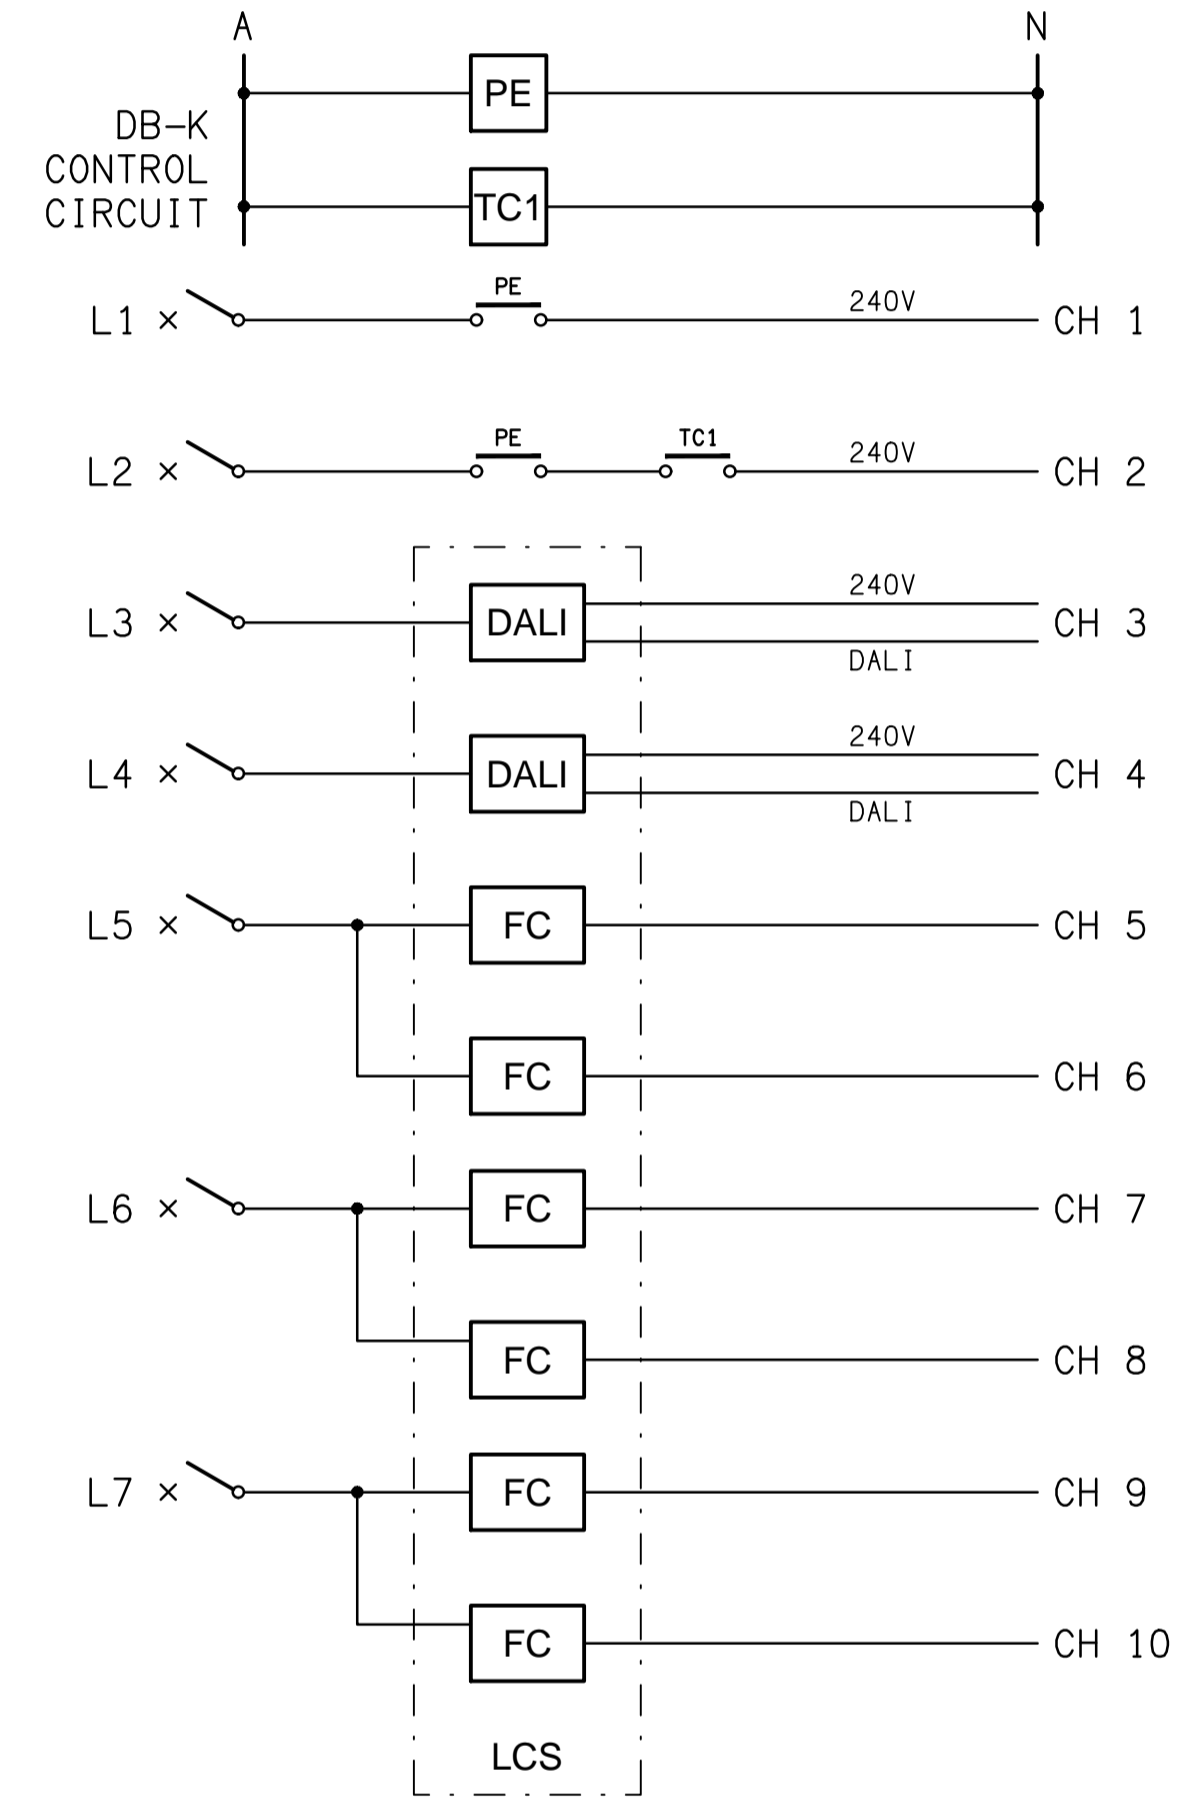 A
N
PE
DB-K
CONTROL
CIRCUIT
TC1
PE
240V
L1 ×
CH 1
PE
TC1
240V
L2 ×
CH 2
240V
L3 ×
DALI
CH 3
DALI
240V
L4 ×
DALI
CH 4
DALI
L5 ×
FC
CH 5
FC
CH 6
L6 ×
FC
CH 7
FC
CH 8
L7 ×
FC
CH 9
FC
CH 10
LCS